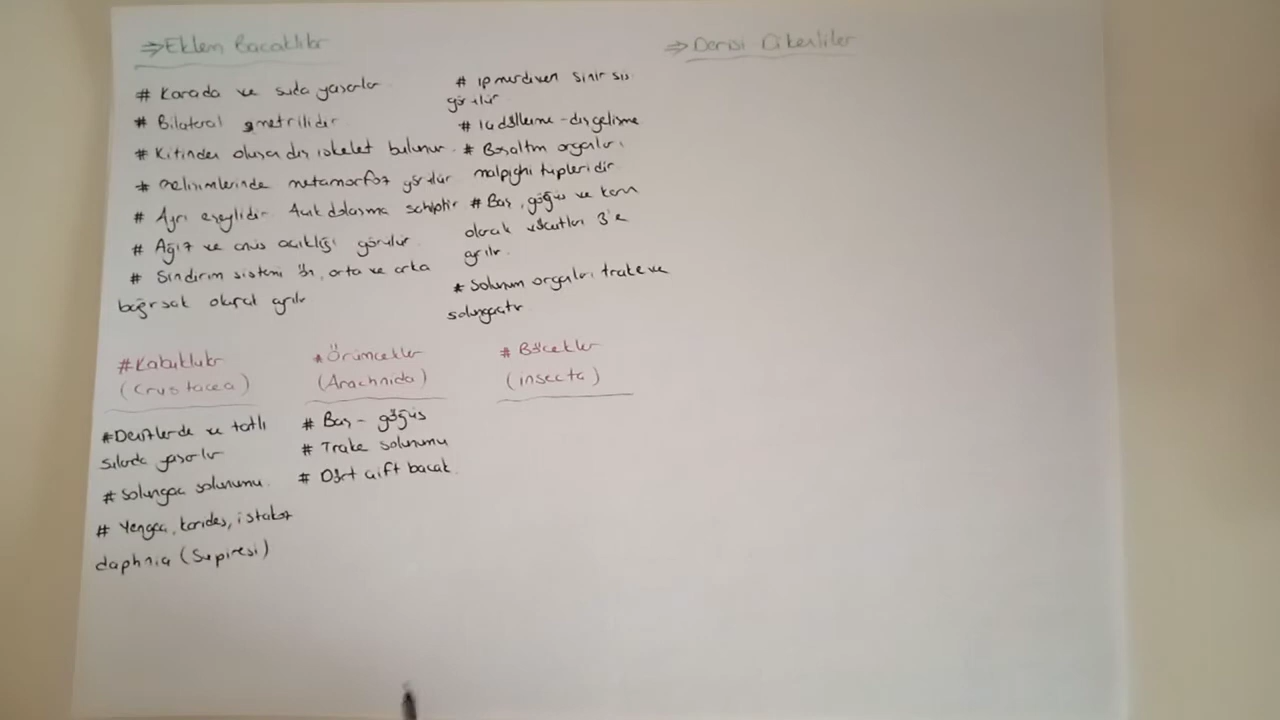 ⇒Eklem Bacaklılar
# Karada ve suda yaşarlar
# Bilateral simetrilidir.
# Kitinden oluşan dış iskelet bulunur.
# Gelişimlerinde metamorfoz görülür
# Ayrı eşeylidir. Açık dolaşıma sahiptir
# Ağız ve anüs açıklığı görülür.
# Sindirim sistemi ön, orta ve arka
bağırsak olarak ayrılır
# ip merdiven sinir sis
görülür
# iç dölleme - dış gelişme
# Boşaltım organları
malpighi tüpleridir.
# Baş, göğüs ve karın
olarak vücutları 3'e
ayrılır.
# Solunum organları trake ve
solungaçtır
#Kabuklular
(Crustacea)
#Denizlerde ve tatlı
sularda yaşarlar
# Solungaç solunumu.
# Yengeç, karides, istakoz
daphnia (Su piresi)
# Örümcekler
(Arachnida)
# Baş - göğüs
# Trake solunumu
# Dört çift bacak.
# Böcekler
(insecta)
⇒ Derisi Dikenliler